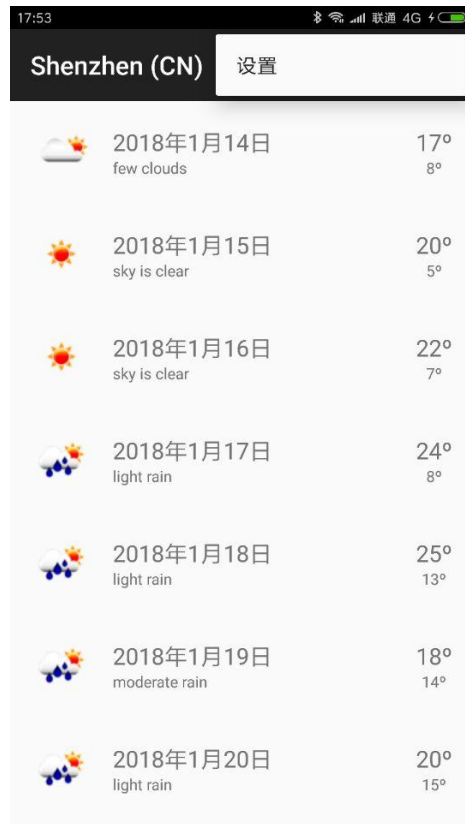 17:53 联通 4G
Shenzhen (CN) 设置
2018年1月14日 17°
few clouds 8°
2018年1月15日 20°
sky is clear 5°
2018年1月16日 22°
sky is clear 7°
2018年1月17日 24°
light rain 8°
2018年1月18日 25°
light rain 13°
2018年1月19日 18°
moderate rain 14°
2018年1月20日 20°
light rain 15°